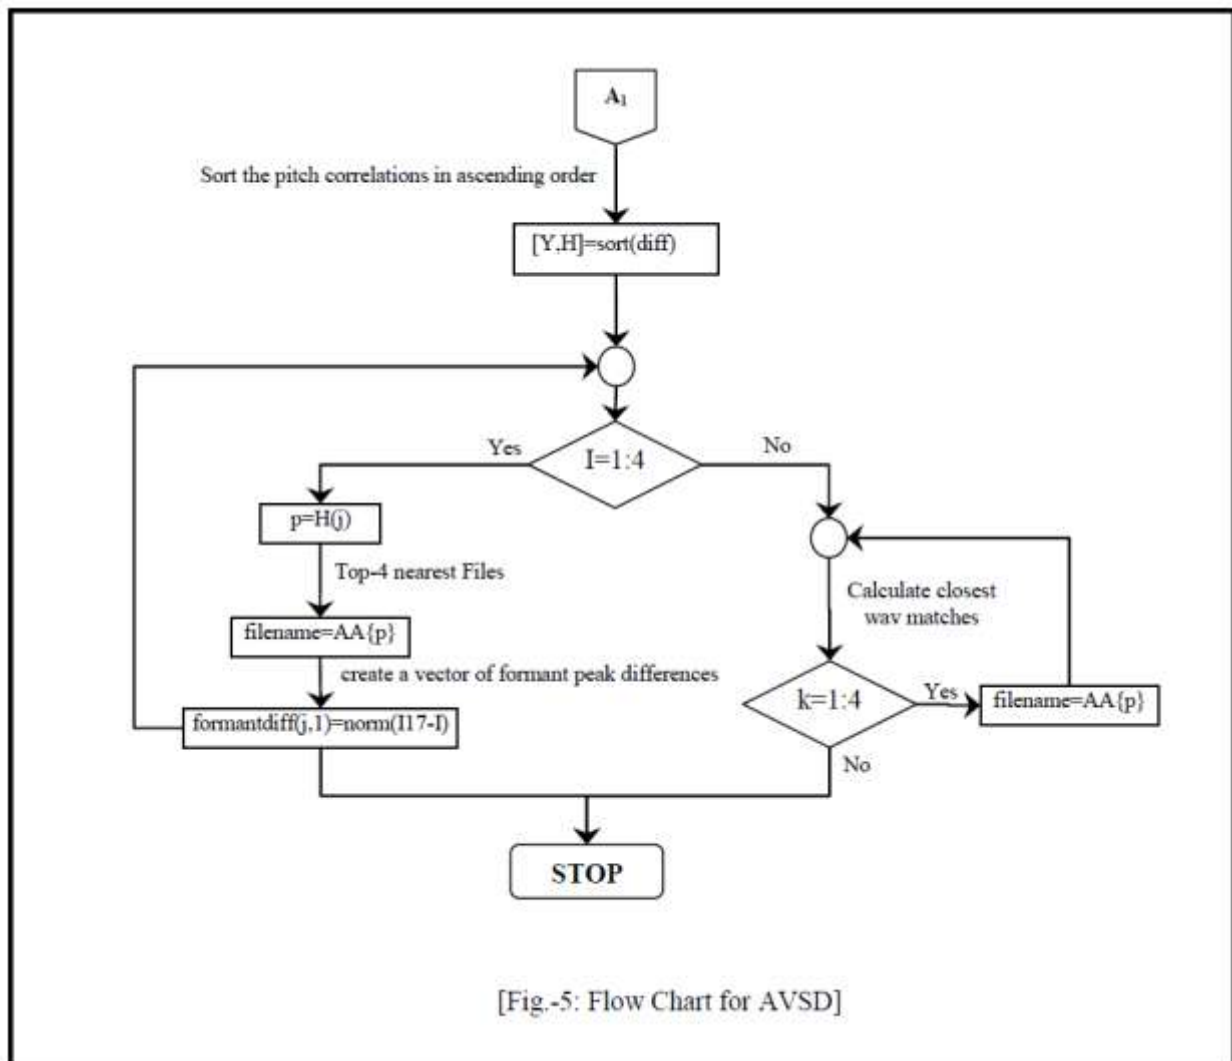 A₁
Sort the pitch correlations in ascending order
[Y,H]=sort(diff)
Yes
I=1:4
No
p=H(j)
Top-4 nearest Files
filename=AA{p}
create a vector of formant peak differences
formantdiff(j,1)=norm(I17-I)
Calculate closest
wav matches
k=1:4
Yes
filename=AA{p}
No
STOP
[Fig.-5: Flow Chart for AVSD]